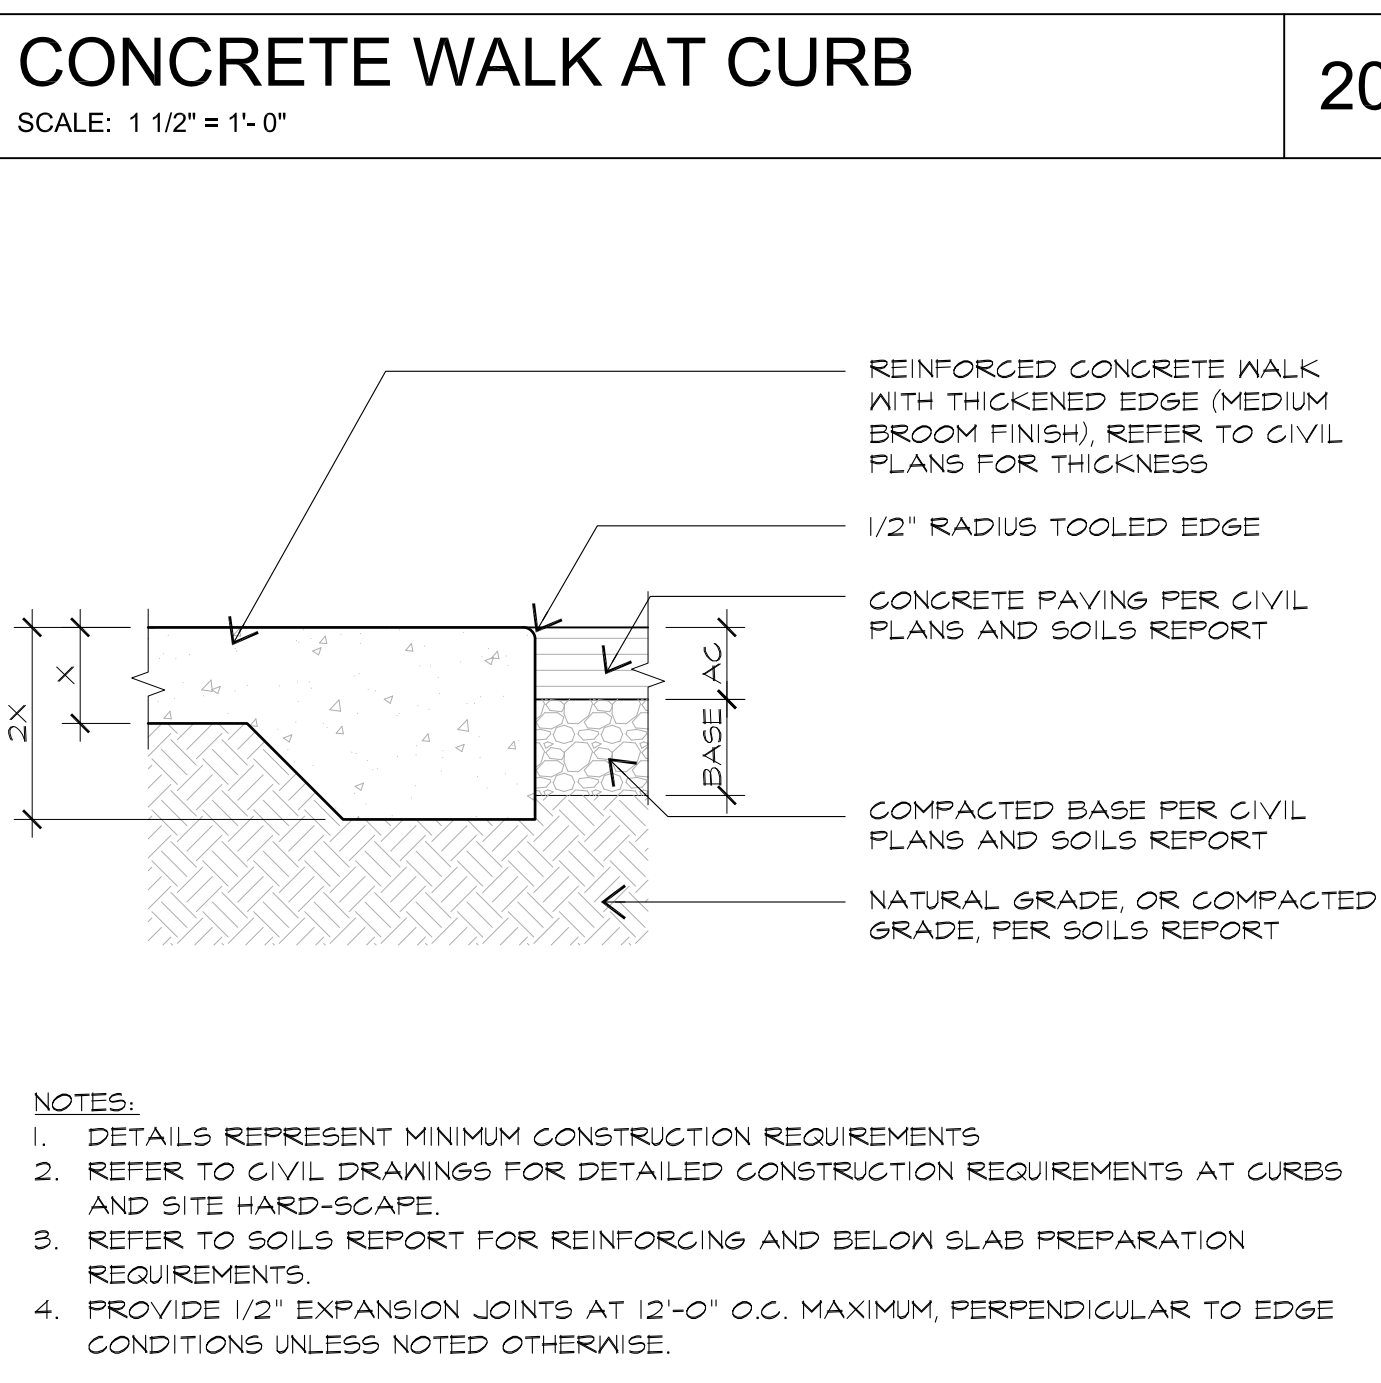 CONCRETE WALK AT CURB
SCALE: 1 1/2" = 1'- 0"
20
REINFORCED CONCRETE WALK
WITH THICKENED EDGE (MEDIUM
BROOM FINISH), REFER TO CIVIL
PLANS FOR THICKNESS
1/2" RADIUS TOOLED EDGE
CONCRETE PAVING PER CIVIL
PLANS AND SOILS REPORT
X
2X
AC
BASE
COMPACTED BASE PER CIVIL
PLANS AND SOILS REPORT
NATURAL GRADE, OR COMPACTED
GRADE, PER SOILS REPORT
NOTES:
1. DETAILS REPRESENT MINIMUM CONSTRUCTION REQUIREMENTS
2. REFER TO CIVIL DRAWINGS FOR DETAILED CONSTRUCTION REQUIREMENTS AT CURBS
AND SITE HARD-SCAPE.
3. REFER TO SOILS REPORT FOR REINFORCING AND BELOW SLAB PREPARATION
REQUIREMENTS.
4. PROVIDE 1/2" EXPANSION JOINTS AT 12'-0" O.C. MAXIMUM, PERPENDICULAR TO EDGE
CONDITIONS UNLESS NOTED OTHERWISE.